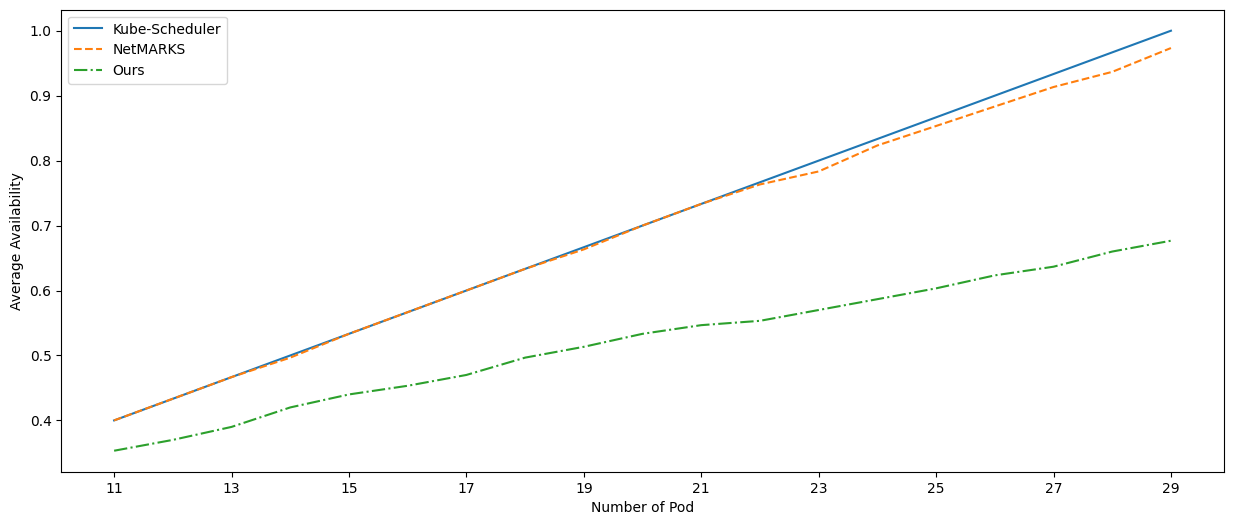 Kube-Scheduler
NetMARKS
Ours
Average Availability
1.0
0.9
0.8
0.7
0.6
0.5
0.4
11 13 15 17 19 21 23 25 27 29
Number of Pod